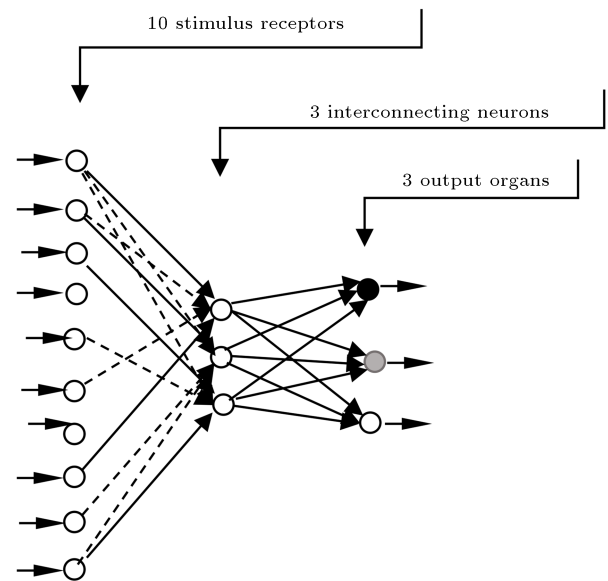 10 stimulus receptors
3 interconnecting neurons
3 output organs